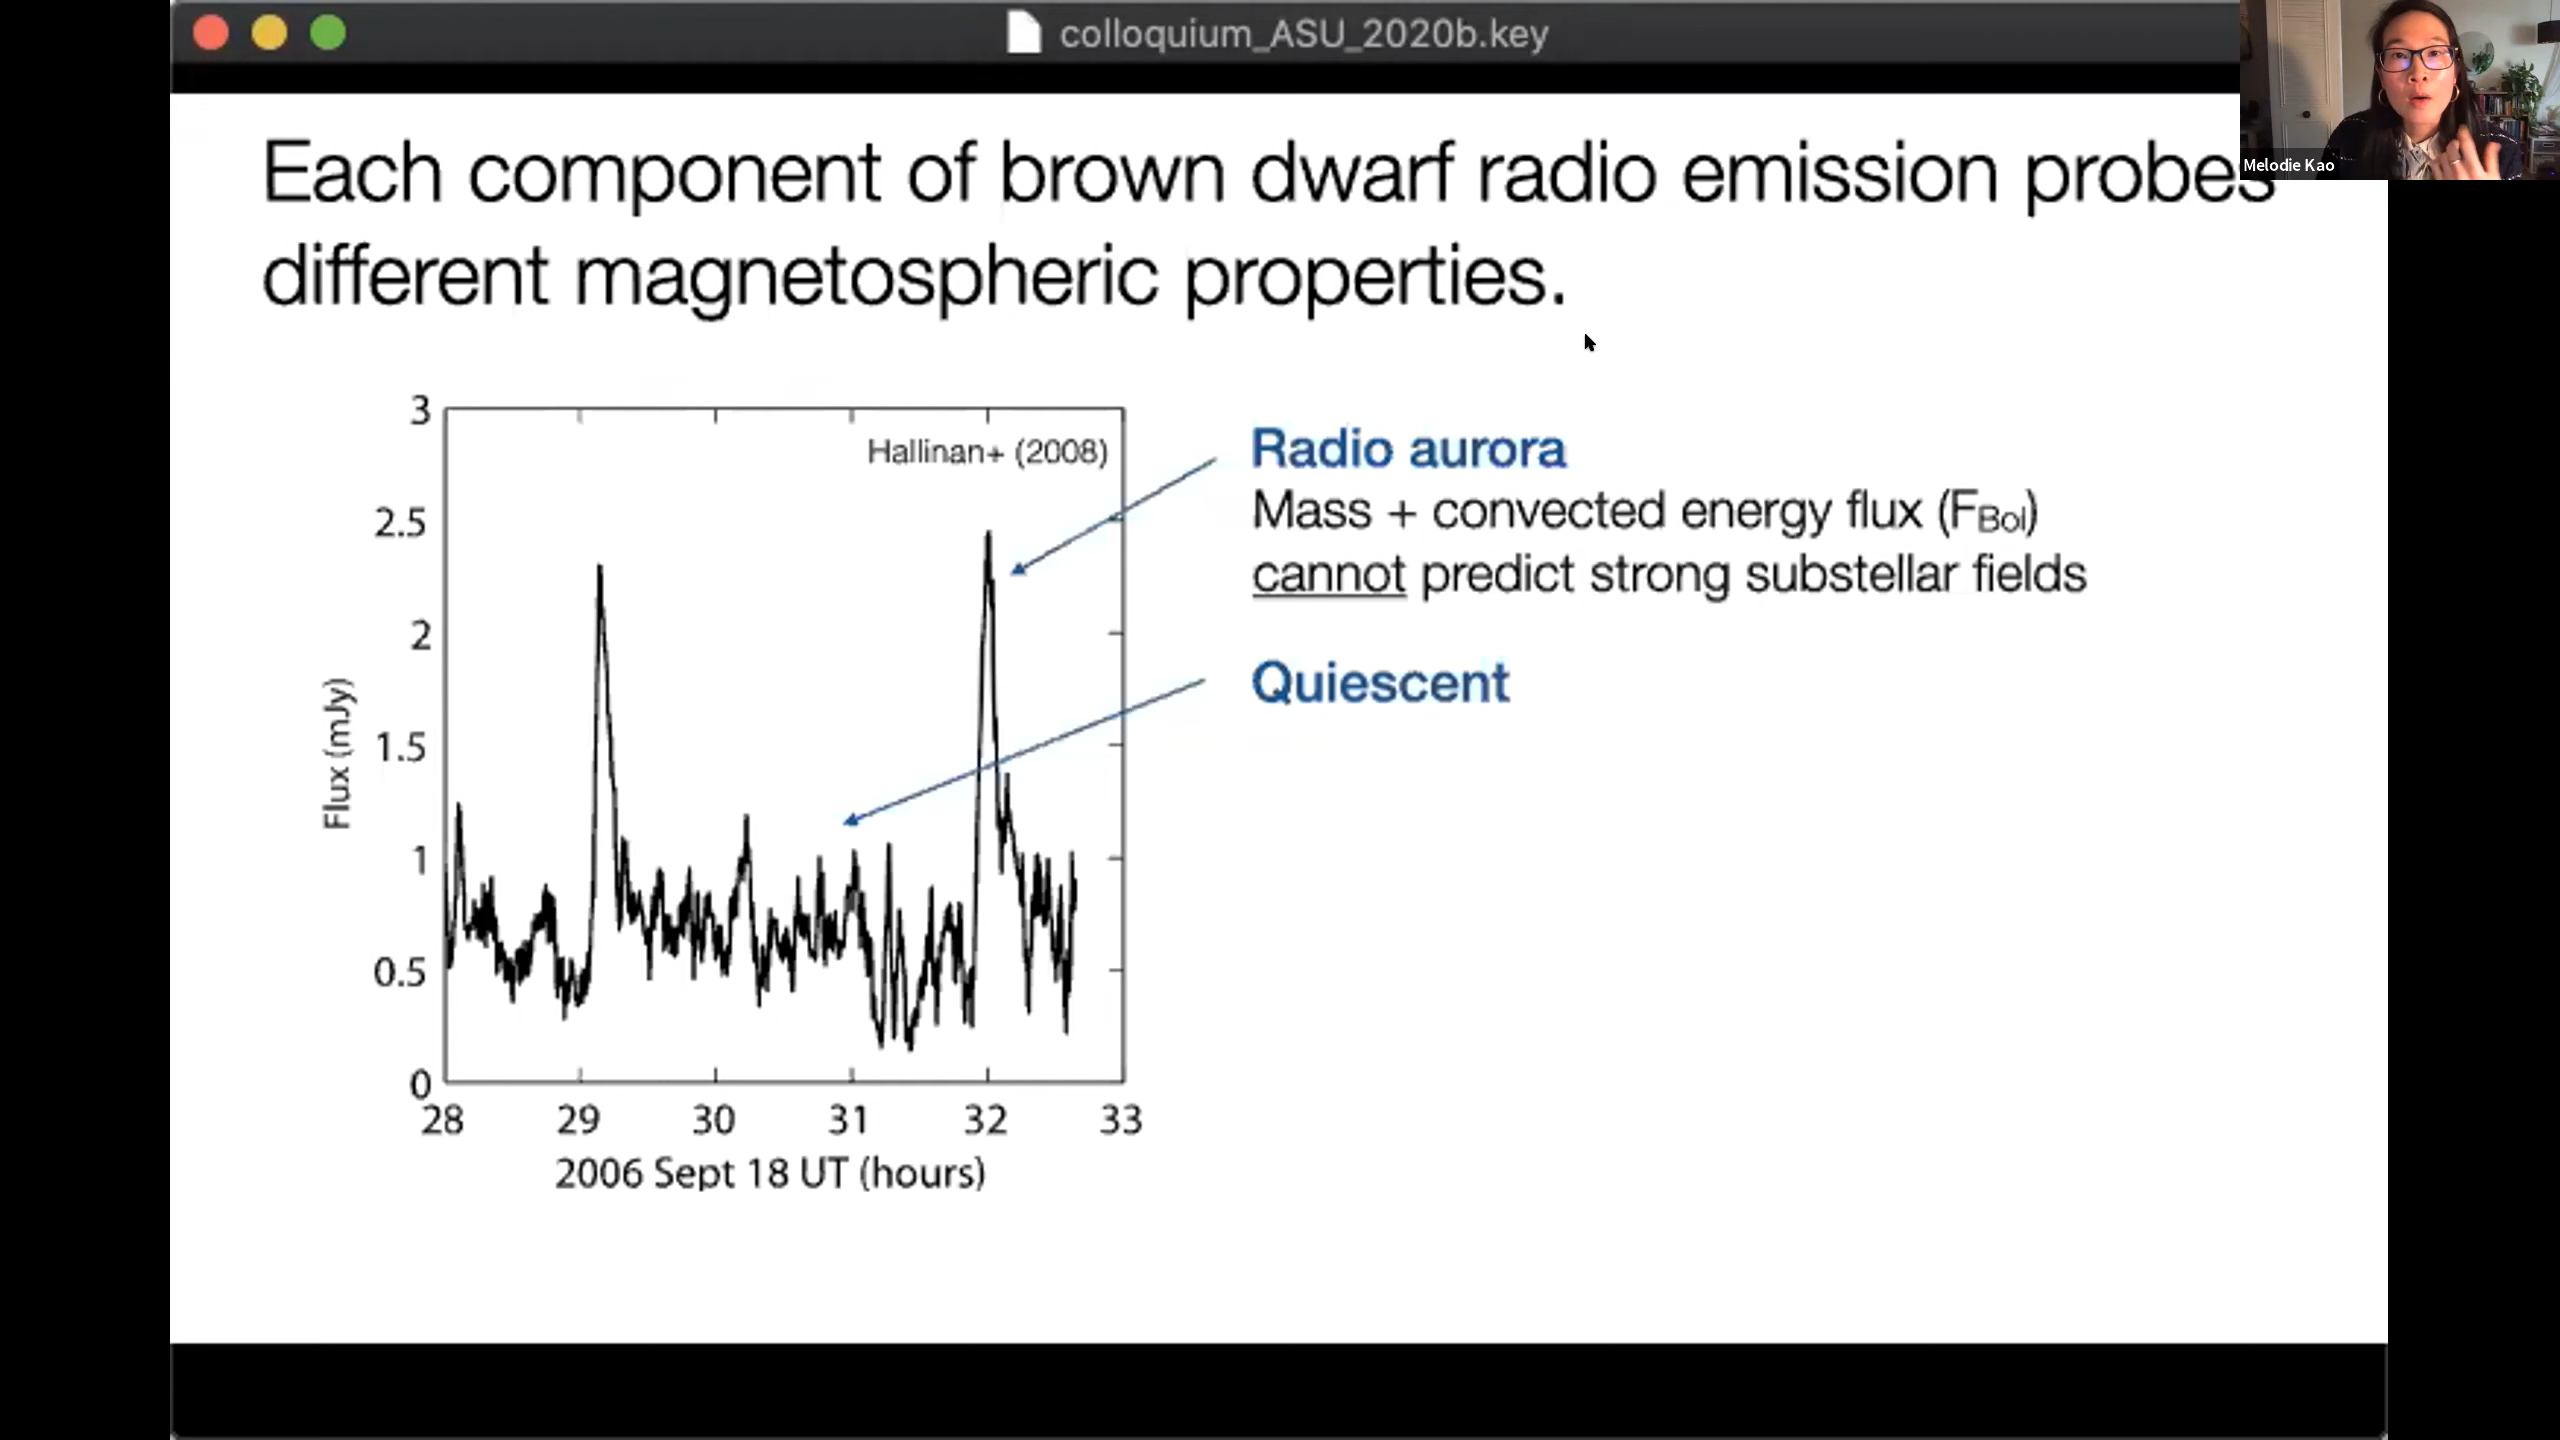 colloquium_ASU_2020b.key
Melodie Kao
Each component of brown dwarf radio emission probes
different magnetospheric properties.
Hallinan+ (2008)
Radio aurora
Mass + convected energy flux (FBol)
cannot predict strong substellar fields
Quiescent
Flux (mJy)
3
2.5
2
1.5
1
0.5
0
28 29 30 31 32 33
2006 Sept 18 UT (hours)